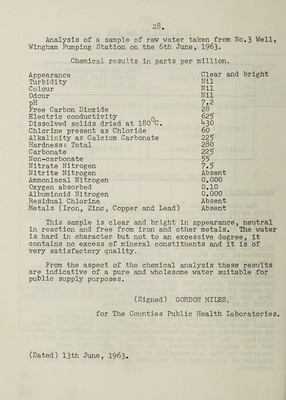 28.
Analysis of a sample of raw water taken from No.3 Well,
Wingham Pumping Station on the 6th June, 1963.
Chemical results in parts per million.
Appearance Clear and bright
Turbidity Nil
Colour Nil
Odour Nil
pH 7.2
Free Carbon Dioxide 28
Electric conductivity 625
Dissolved solids dried at 180°C. 430
Chlorine present as Chloride 60
Alkalinity as Calcium Carbonate 225
Hardness: Total 280
Carbonate 225
Non-carbonate 55
Nitrate Nitrogen 7.5
Nitrite Nitrogen Absent
Ammoniacal Nitrogen 0.000
Oxygen absorbed 0.10
Albuminoid Nitrogen 0.000
Residual Chlorine Absent
Metals (Iron, Zinc, Copper and Lead) Absent
This sample is clear and bright in appearance, neutral
in reaction and free from iron and other metals. The water
is hard in character but not to an excessive degree, it
contains no excess of mineral constituents and it is of
very satisfactory quality.
From the aspect of the chemical analysis these results
are indicative of a pure and wholesome water suitable for
public supply purposes.
(Signed) GORDON MILES.
for The Counties Public Health Laboratories.
(Dated) 13th June, 1963.